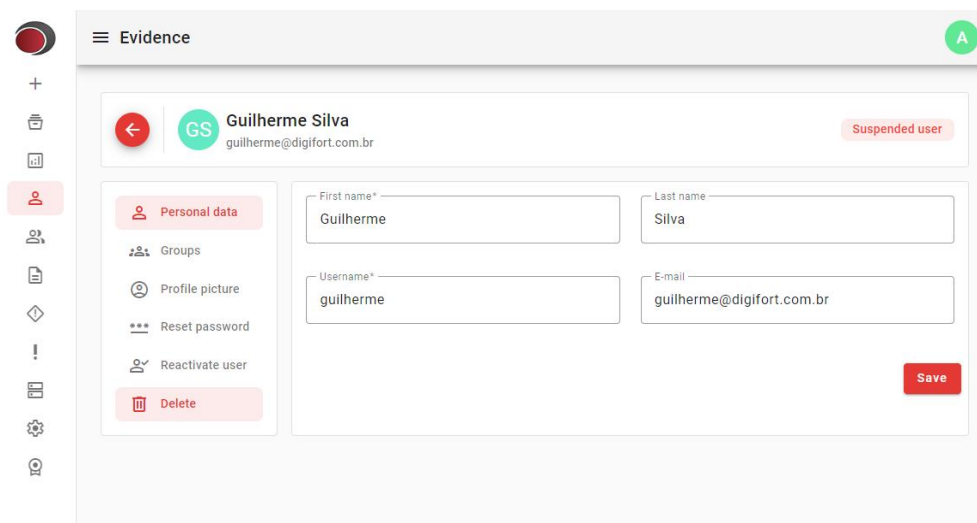 Evidence
A
GS
Guilherme Silva
guilherme@digifort.com.br
Suspended user
Personal data
Groups
Profile picture
Reset password
Reactivate user
Delete
First name*
Guilherme
Last name
Silva
Username*
guilherme
E-mail
guilherme@digifort.com.br
Save